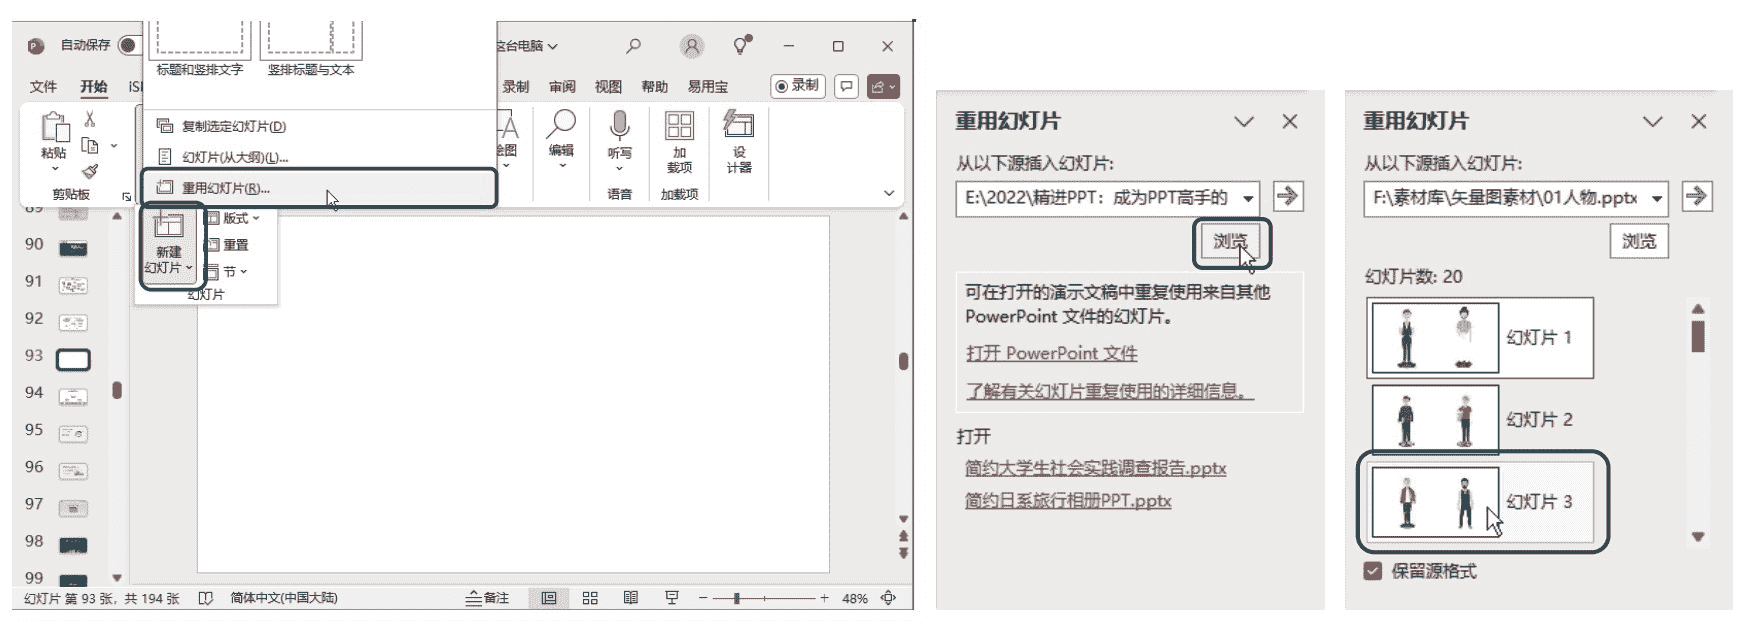 自动保存
标题和竖排文字
竖排标题与文本
这台电脑
文件
开始
录制
审阅
视图
帮助
易用宝
录制
粘贴
剪贴板
复制选定幻灯片(D)
幻灯片(从大纲)(L)...
重用幻灯片(R)...
绘图
编辑
听写
语音
加
载项
加载项
设
计器
新建
幻灯片
版式
重置
节
幻灯片
89
90
91
92
93
94
95
96
97
98
99
幻灯片 第 93 张，共 194 张
简体中文(中国大陆)
备注
48%
重用幻灯片
从以下源插入幻灯片:
E:\2022\精进PPT：成为PPT高手的
浏览
可在打开的演示文稿中重复使用来自其他
PowerPoint 文件的幻灯片。
打开 PowerPoint 文件
了解有关幻灯片重复使用的详细信息。
打开
简约大学生社会实践调查报告.pptx
简约日系旅行相册PPT.pptx
重用幻灯片
从以下源插入幻灯片:
F:\素材库\矢量图素材\01人物.pptx
浏览
幻灯片数: 20
幻灯片 1
幻灯片 2
幻灯片 3
保留源格式